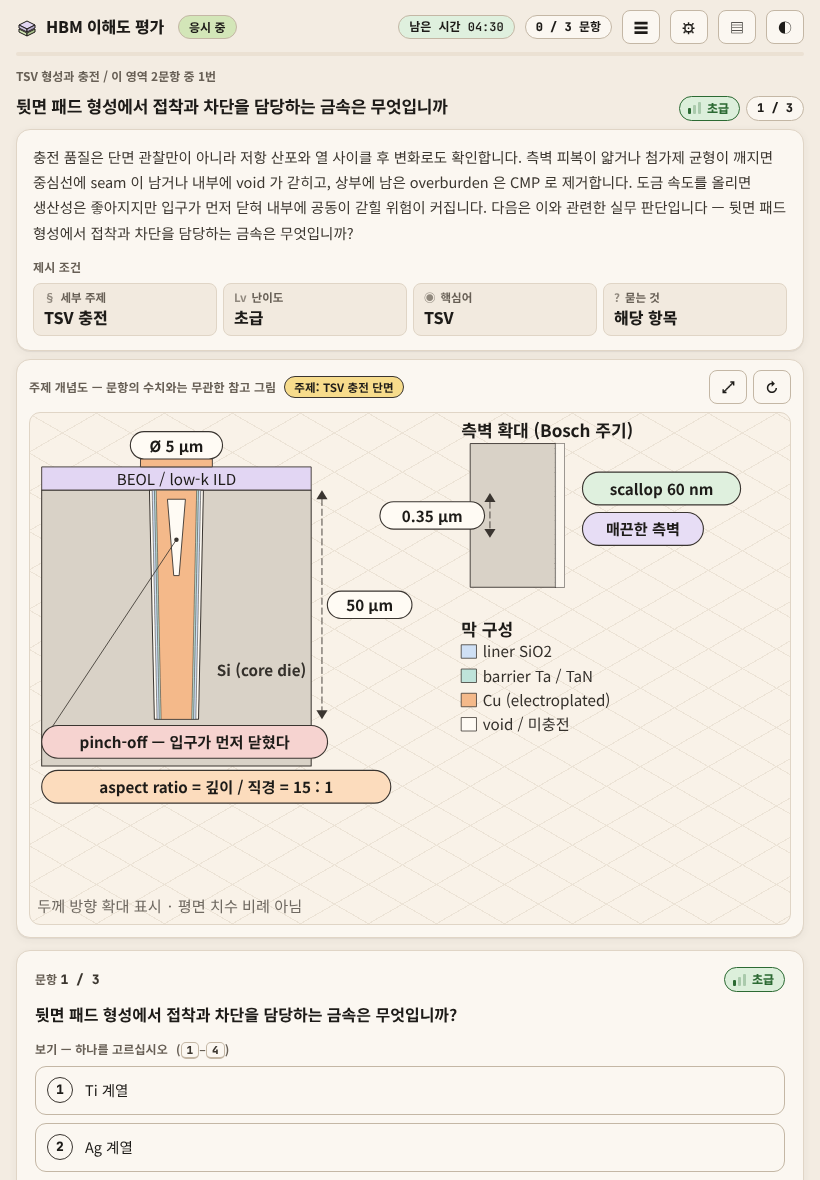 HBM 이해도 평가
응시 중
남은 시간 04:30
0 / 3 문항
TSV 형성과 충전 / 이 영역 2문항 중 1번
뒷면 패드 형성에서 접착과 차단을 담당하는 금속은 무엇입니까
초급
1 / 3
충전 품질은 단면 관찰만이 아니라 저항 산포와 열 사이클 후 변화로도 확인합니다. 측벽 피복이 얇거나 첨가제 균형이 깨지면
중심선에 seam 이 남거나 내부에 void 가 갇히고, 상부에 남은 overburden 은 CMP 로 제거합니다. 도금 속도를 올리면
생산성은 좋아지지만 입구가 먼저 닫혀 내부에 공동이 갇힐 위험이 커집니다. 다음은 이와 관련한 실무 판단입니다 — 뒷면 패드
형성에서 접착과 차단을 담당하는 금속은 무엇입니까?
제시 조건
§ 세부 주제
TSV 충전
Lv 난이도
초급
◉ 핵심어
TSV
? 묻는 것
해당 항목
주제 개념도 — 문항의 수치와는 무관한 참고 그림
주제: TSV 충전 단면
Ø 5 µm
BEOL / low-k ILD
50 µm
Si (core die)
pinch-off — 입구가 먼저 닫혔다
aspect ratio = 깊이 / 직경 = 15 : 1
측벽 확대 (Bosch 주기)
0.35 µm
scallop 60 nm
매끈한 측벽
막 구성
liner SiO2
barrier Ta / TaN
Cu (electroplated)
void / 미충전
두께 방향 확대 표시 · 평면 치수 비례 아님
문항 1 / 3
초급
뒷면 패드 형성에서 접착과 차단을 담당하는 금속은 무엇입니까?
보기 — 하나를 고르십시오 (1–4)
1 Ti 계열
2 Ag 계열